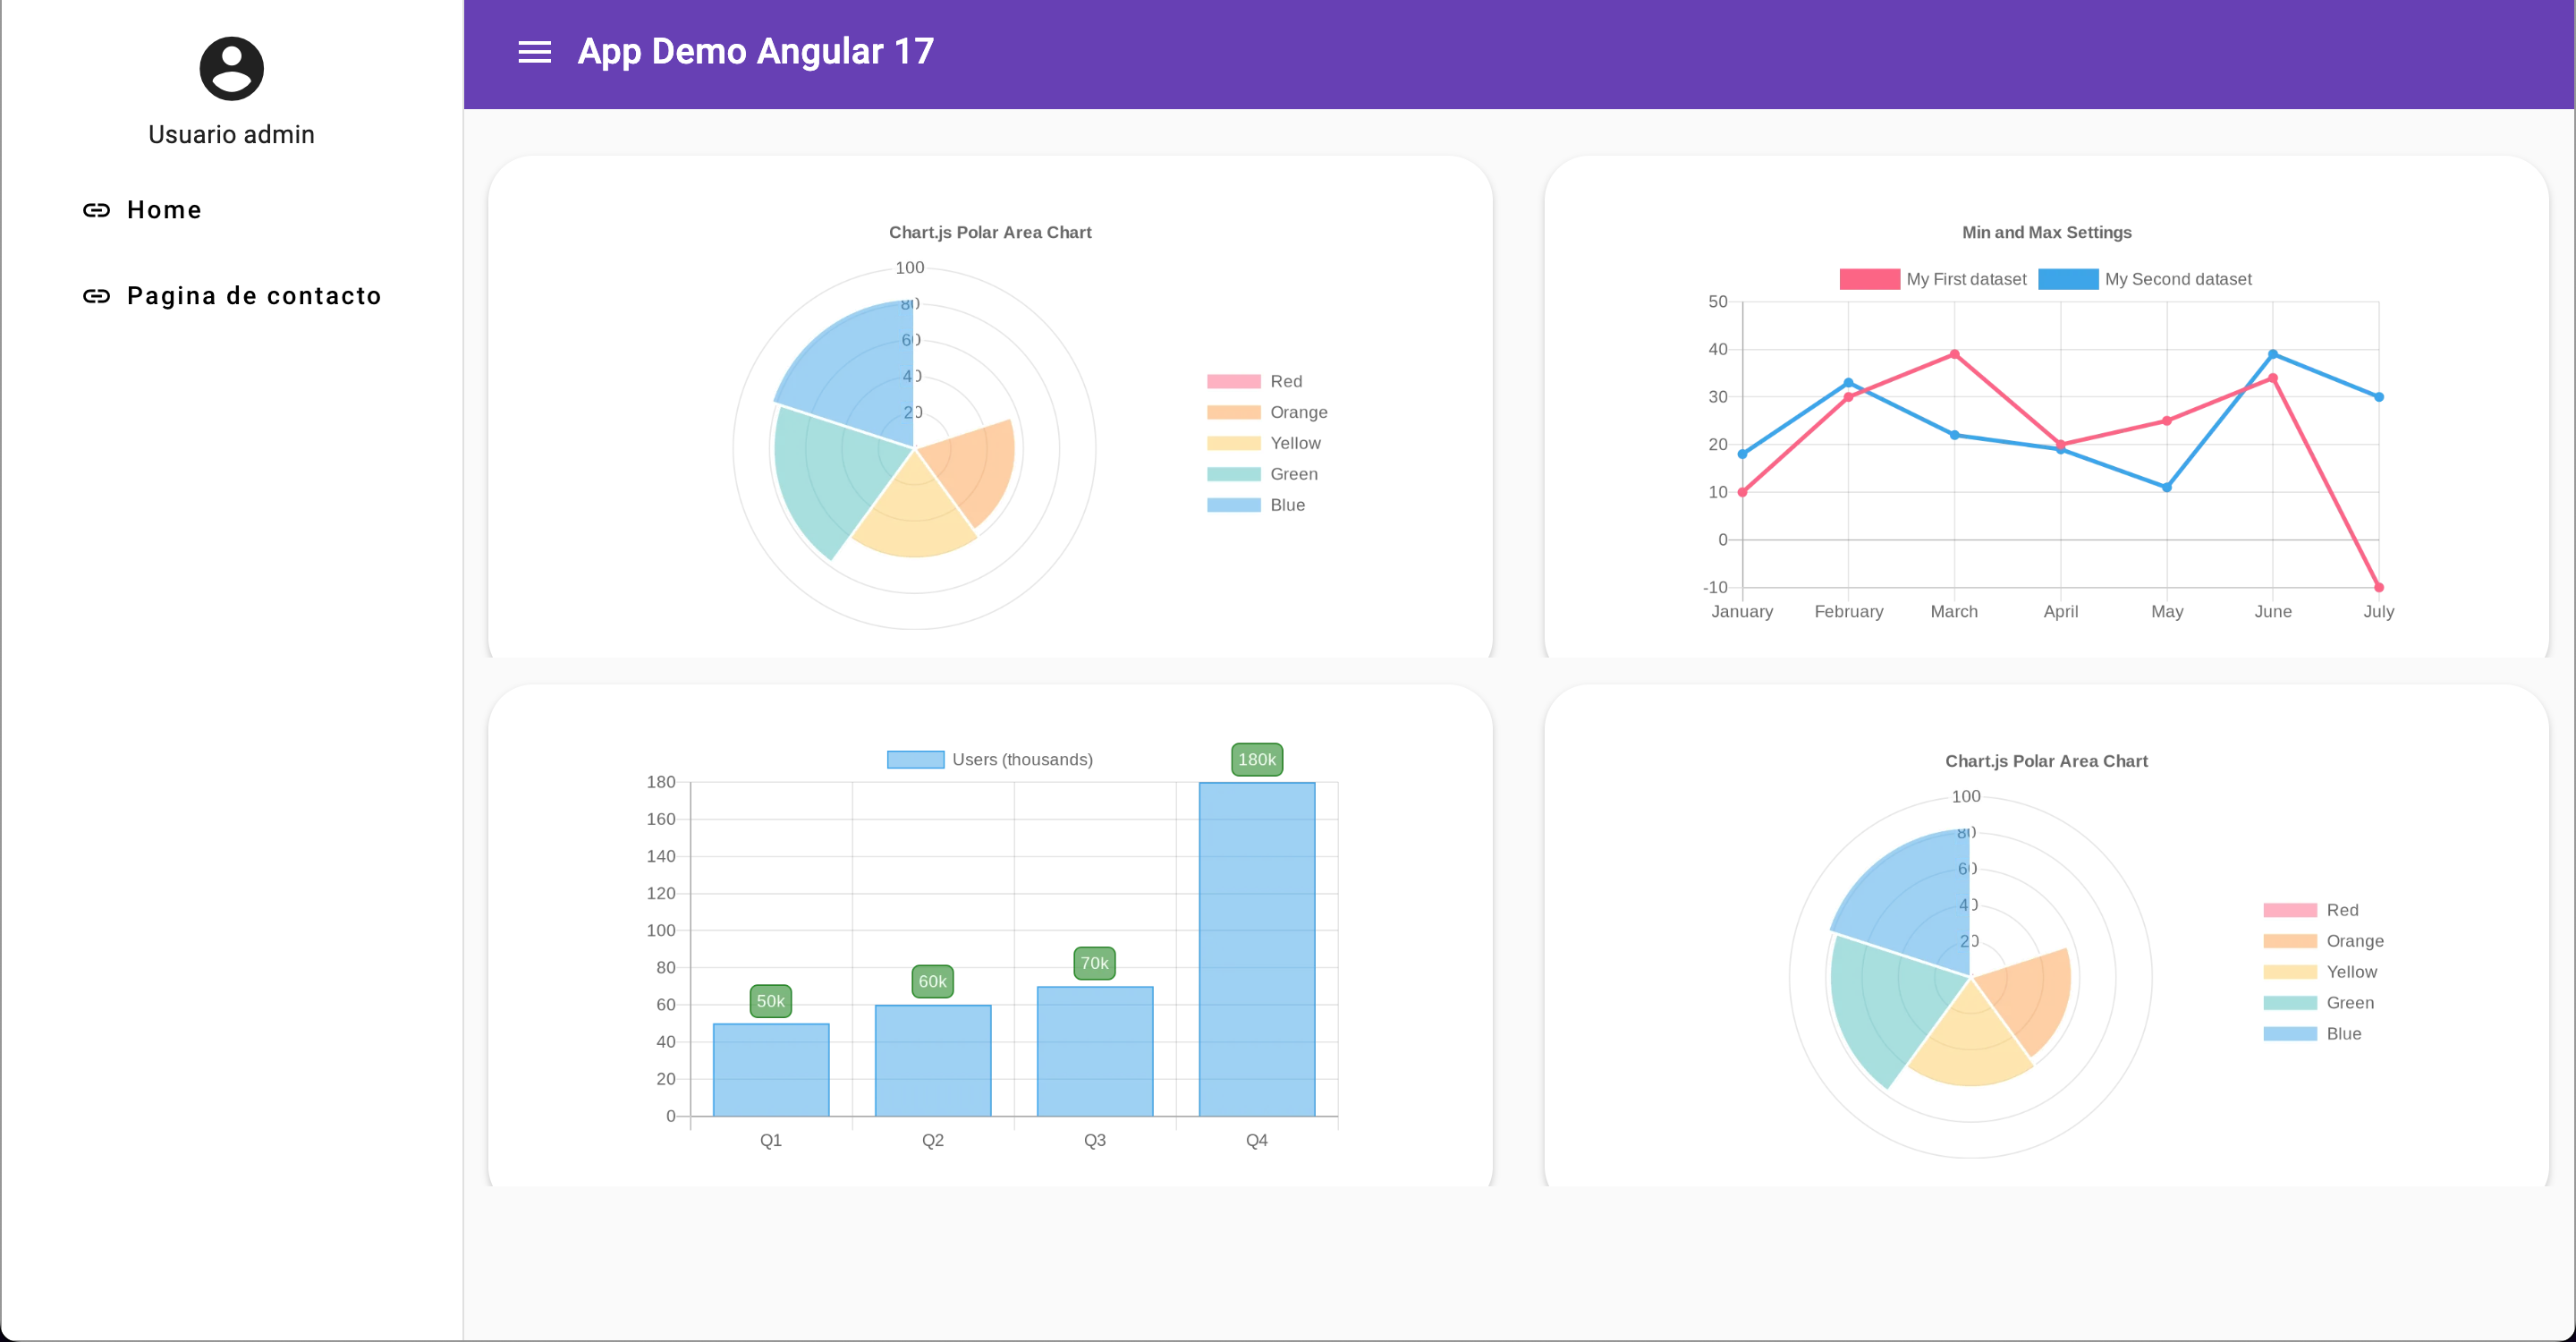 App Demo Angular 17
Usuario admin
Home
Pagina de contacto
Chart.js Polar Area Chart
100
80
60
40
20
Red
Orange
Yellow
Green
Blue
Min and Max Settings
My First dataset My Second dataset
50
40
30
20
10
0
-10
January February March April May June July
Users (thousands)
180k
180
160
140
120
100
80
70k
60k
50k
60
40
20
0
Q1 Q2 Q3 Q4
Chart.js Polar Area Chart
100
80
60
40
20
Red
Orange
Yellow
Green
Blue